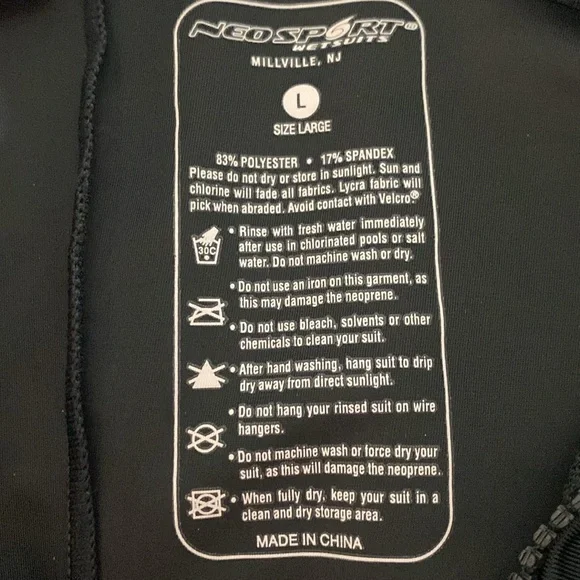 NEOSPORT®
WETSUITS
MILLVILLE, NJ
L
SIZE LARGE
83% POLYESTER • 17% SPANDEX
Please do not dry or store in sunlight. Sun and
chlorine will fade all fabrics. Lycra fabric will
pick when abraded. Avoid contact with Velcro®
30C
• Rinse with fresh water immediately
after use in chlorinated pools or salt
water. Do not machine wash or dry.
• Do not use an iron on this garment, as
this may damage the neoprene.
• Do not use bleach, solvents or other
chemicals to clean your suit.
• After hand washing, hang suit to drip
dry away from direct sunlight.
• Do not hang your rinsed suit on wire
hangers.
• Do not machine wash or force dry your
suit, as this will damage the neoprene.
• When fully dry, keep your suit in a
clean and dry storage area.
MADE IN CHINA